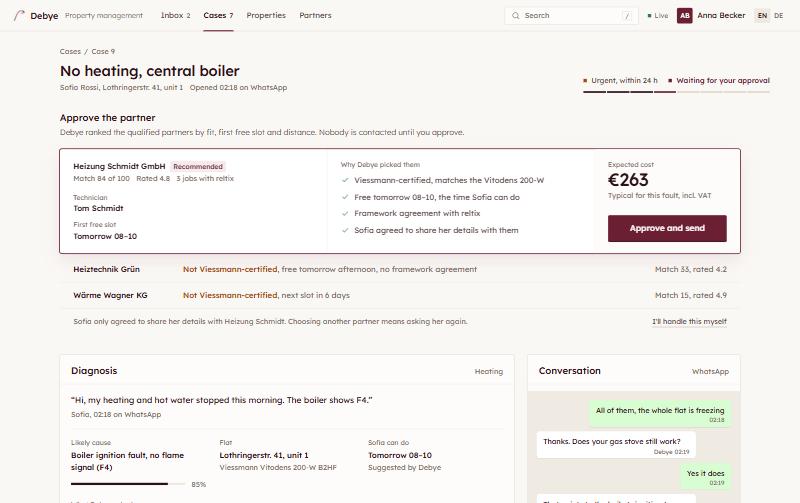 Debye Property management Inbox 2 Cases 7 Properties Partners Search / Live AB Anna Becker EN DE
Cases / Case 9
No heating, central boiler
Sofia Rossi, Lothringerstr. 41, unit 1 Opened 02:18 on WhatsApp
Urgent, within 24 h Waiting for your approval
Approve the partner
Debye ranked the qualified partners by fit, first free slot and distance. Nobody is contacted until you approve.
Heizung Schmidt GmbH Recommended
Match 84 of 100 Rated 4.8 3 jobs with reltix
Technician
Tom Schmidt
First free slot
Tomorrow 08–10
Why Debye picked them
Viessmann-certified, matches the Vitodens 200-W
Free tomorrow 08–10, the time Sofia can do
Framework agreement with reltix
Sofia agreed to share her details with them
Expected cost
€263
Typical for this fault, incl. VAT
Approve and send
Heiztechnik Grün Not Viessmann-certified, free tomorrow afternoon, no framework agreement Match 33, rated 4.2
Wärme Wagner KG Not Viessmann-certified, next slot in 6 days Match 15, rated 4.9
Sofia only agreed to share her details with Heizung Schmidt. Choosing another partner means asking her again. I'll handle this myself
Diagnosis Heating
“Hi, my heating and hot water stopped this morning. The boiler shows F4.”
Sofia, 02:18 on WhatsApp
Likely cause
Boiler ignition fault, no flame
signal (F4)
85%
Flat
Lothringerstr. 41, unit 1
Viessmann Vitodens 200-W B2HF
Sofia can do
Tomorrow 08–10
Suggested by Debye
Conversation WhatsApp
All of them, the whole flat is freezing
02:18
Thanks. Does your gas stove still work?
Debye 02:19
Yes it does
02:19